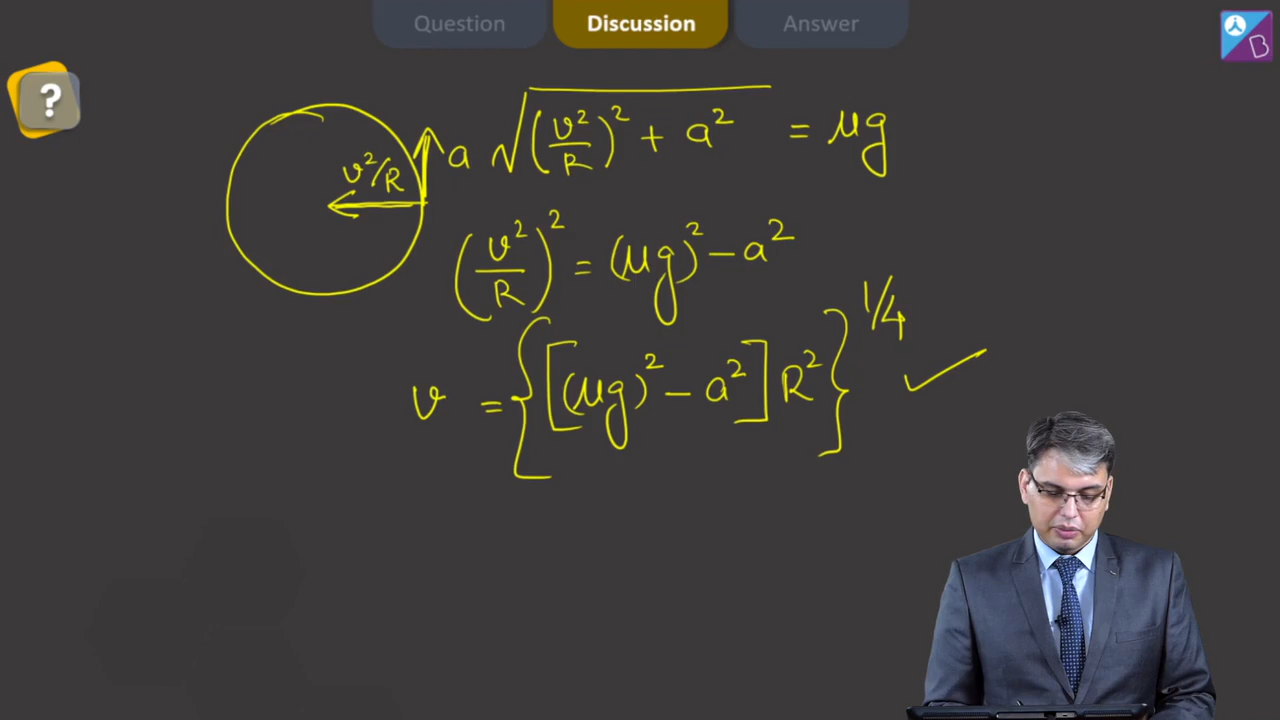 Question Discussion Answer
?
B
v²/R a √((v²/R)² + a²) = μg
(v²/R)² = (μg)² − a²
v = {[(μg)² − a²] R²}^1/4 ✓